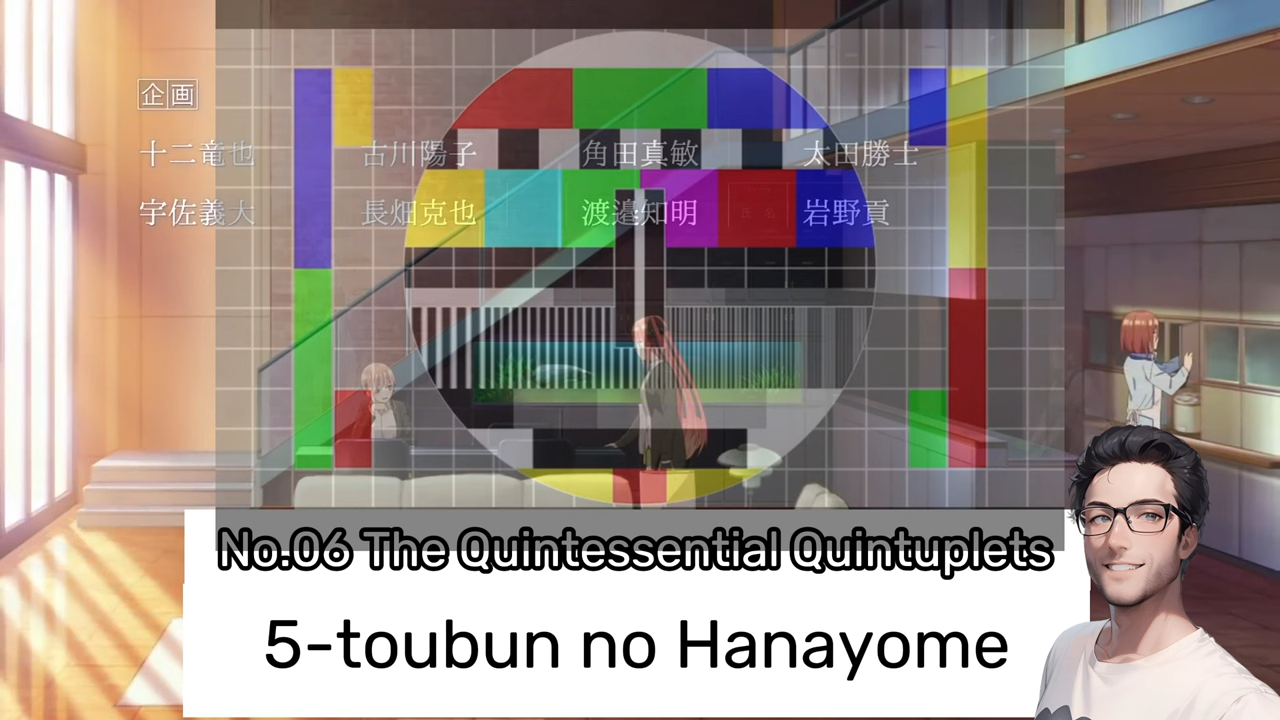 企画
十二竜也 古川陽子 角田真敏 太田勝士
宇佐義大 長畑克也 渡邉知明 岩野貢
No.06 The Quintessential Quintuplets
5-toubun no Hanayome